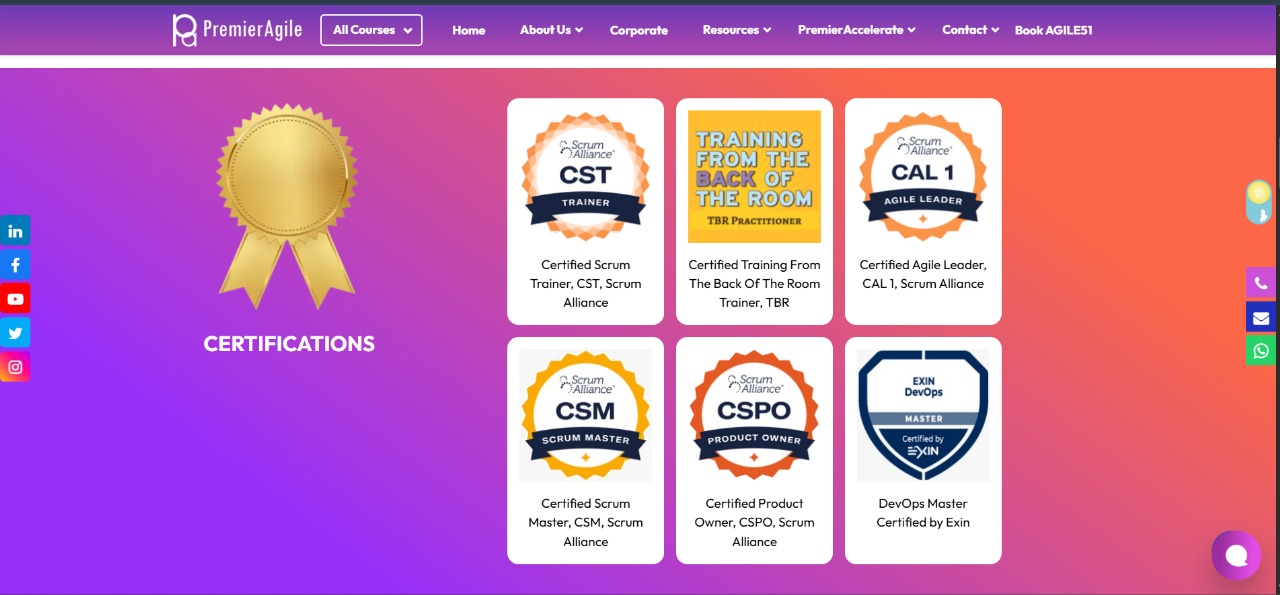 PremierAgile
All Courses
Home
About Us
Corporate
Resources
PremierAccelerate
Contact
Book AGILE51
CERTIFICATIONS
Scrum
Alliance®
CST
TRAINER
Certified Scrum
Trainer, CST, Scrum
Alliance
TRAINING
FROM THE
BACK OF
THE ROOM
TBR PRACTITIONER
Certified Training From
The Back Of The Room
Trainer, TBR
Scrum
Alliance®
CAL 1
AGILE LEADER
Certified Agile Leader,
CAL 1, Scrum Alliance
Scrum
Alliance®
CSM
SCRUM MASTER
Certified Scrum
Master, CSM, Scrum
Alliance
Scrum
Alliance®
CSPO
PRODUCT OWNER
Certified Product
Owner, CSPO, Scrum
Alliance
EXIN
DevOps
MASTER
Certified by
EXIN
DevOps Master
Certified by Exin
in